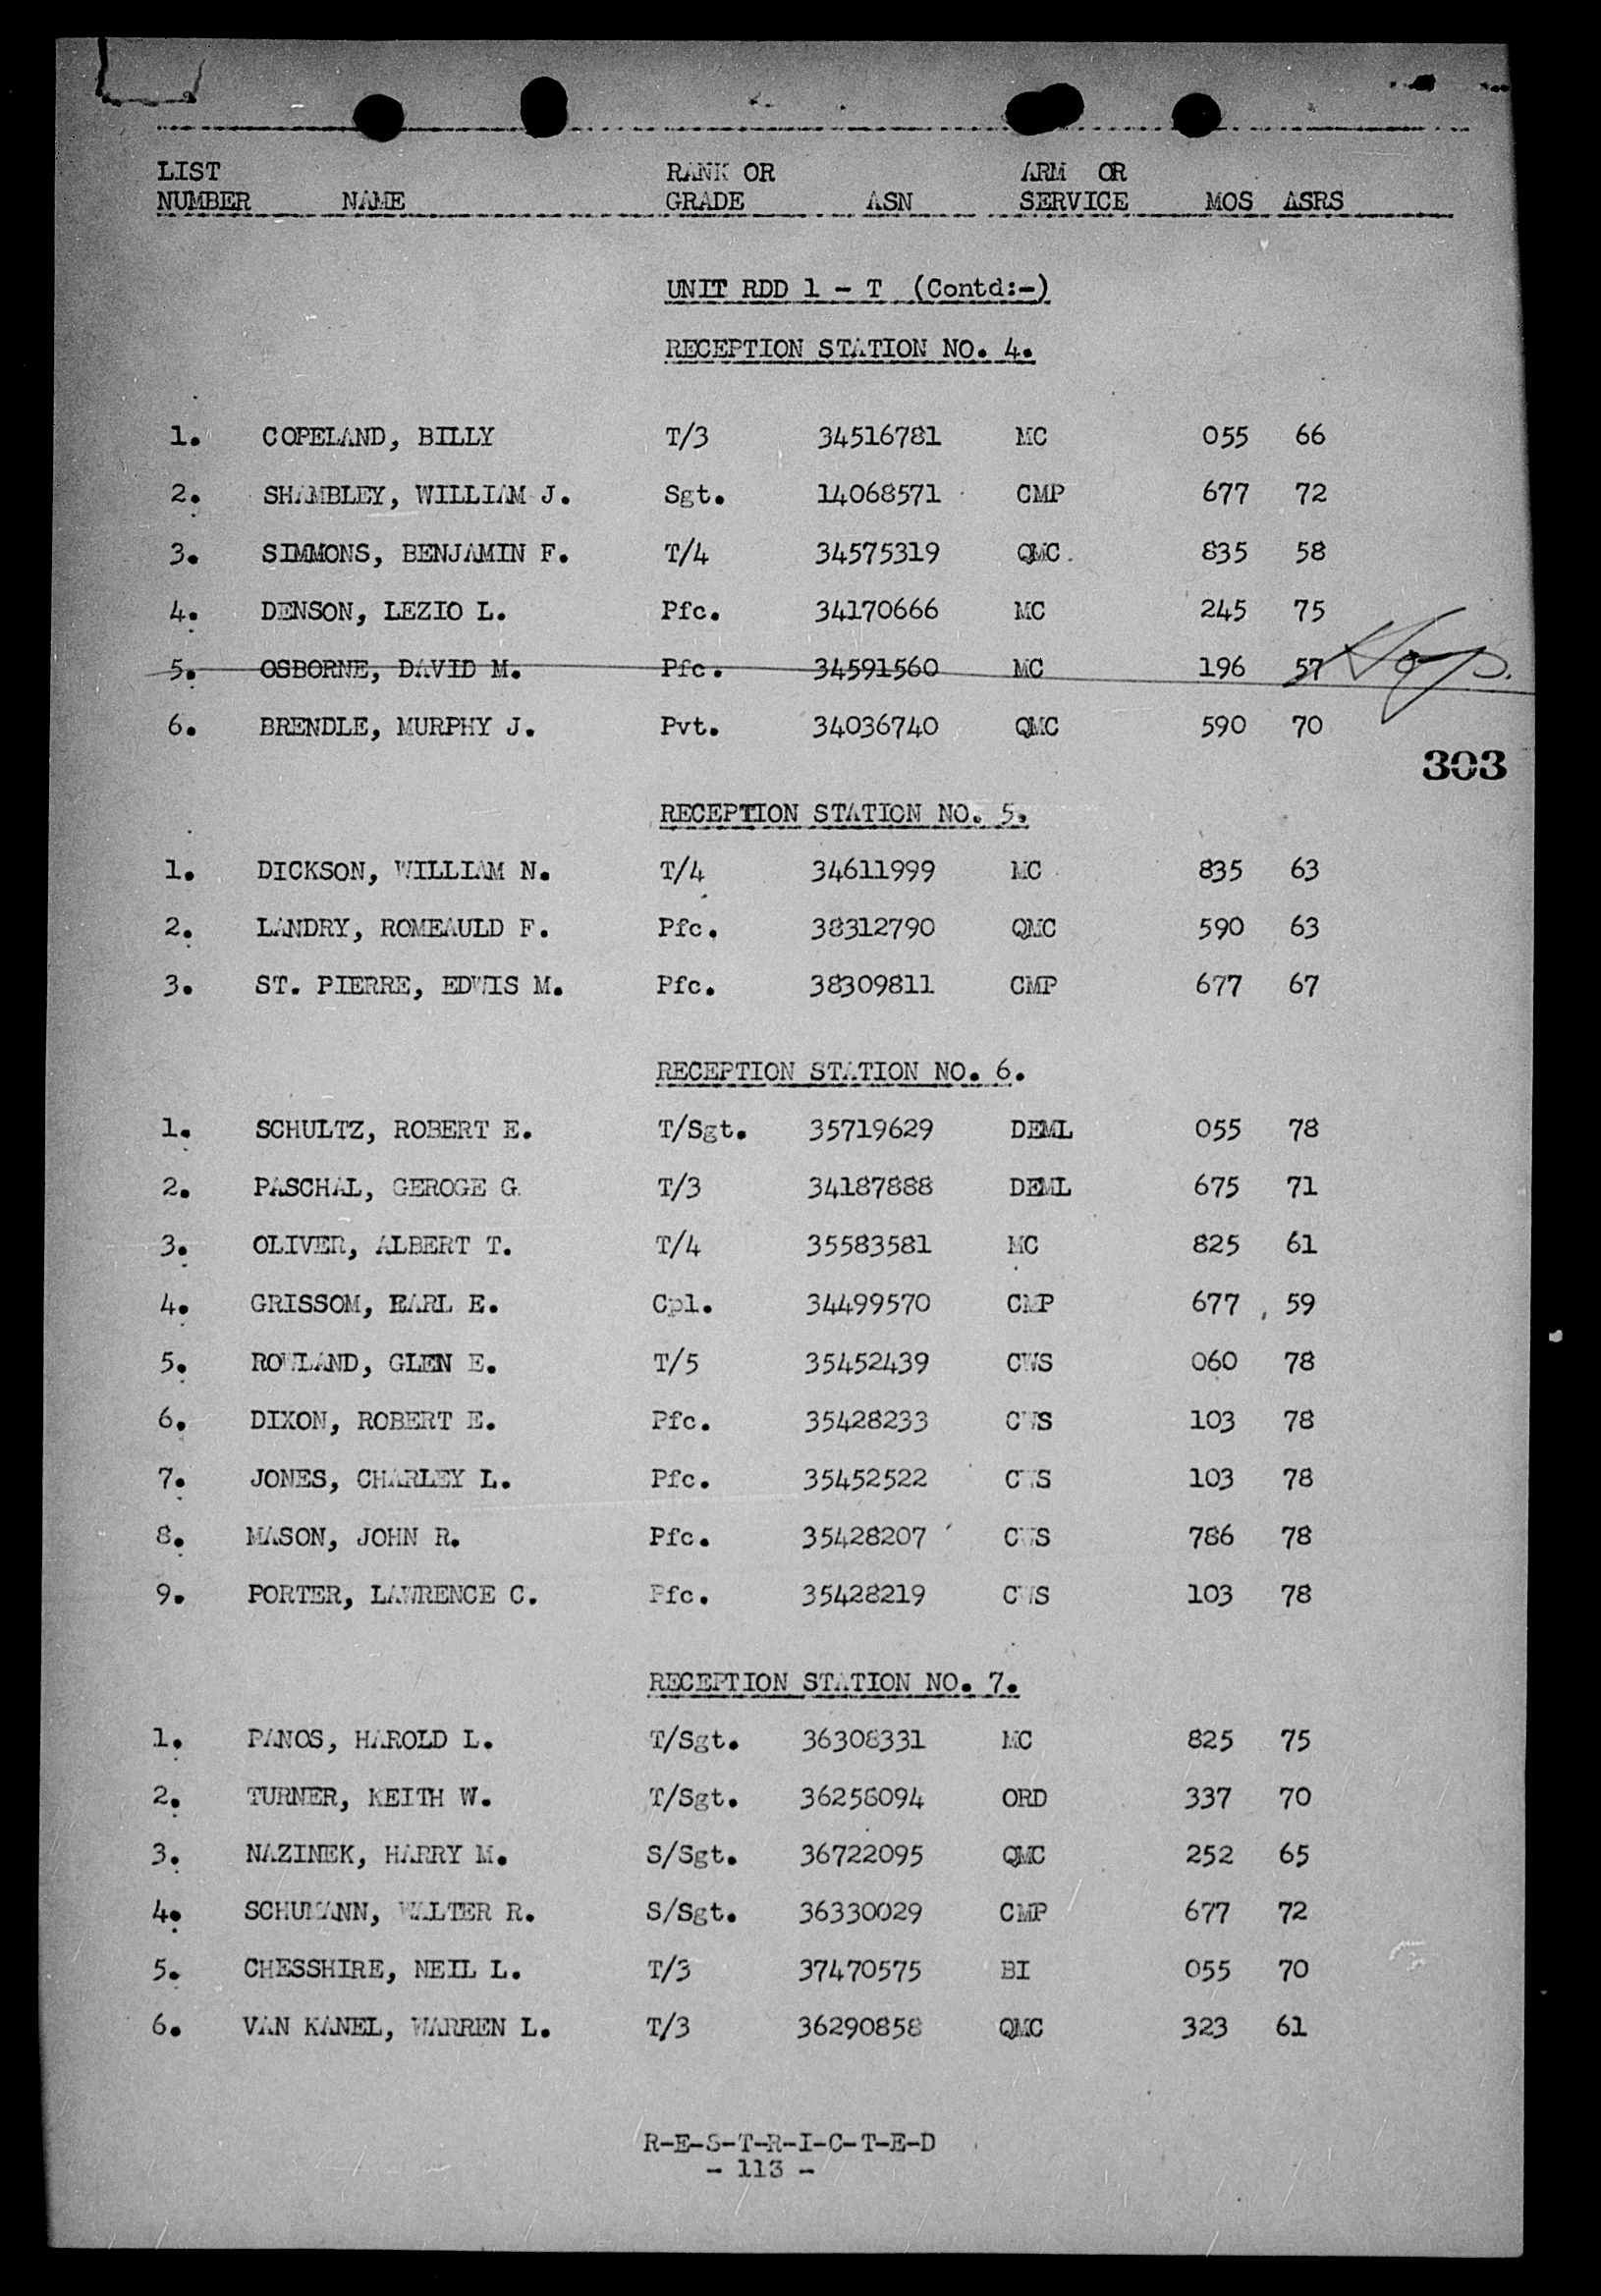 LIST RANK OR ARM OR
NUMBER NAME GRADE ASN SERVICE MOS ASRS
UNIT RDD 1 - T (Contd:-)
RECEPTION STATION NO. 4.
1. COPELAND, BILLY T/3 34516781 MC 055 66
2. SHAMBLEY, WILLIAM J. Sgt. 14068571 CMP 677 72
3. SIMMONS, BENJAMIN F. T/4 34575319 QMC 835 58
4. DENSON, LEZIO L. Pfc. 34170666 MC 245 75
5. OSBORNE, DAVID M. Pfc. 34591560 MC 196 57 Hosp.
6. BRENDLE, MURPHY J. Pvt. 34036740 QMC 590 70
303
RECEPTION STATION NO. 5.
1. DICKSON, WILLIAM N. T/4 34611999 MC 835 63
2. LANDRY, ROMEAULD F. Pfc. 38312790 QMC 590 63
3. ST. PIERRE, EDWIS M. Pfc. 38309811 CMP 677 67
RECEPTION STATION NO. 6.
1. SCHULTZ, ROBERT E. T/Sgt. 35719629 DEML 055 78
2. PASCHAL, GEROGE G. T/3 34187888 DEML 675 71
3. OLIVER, ALBERT T. T/4 35583581 MC 825 61
4. GRISSOM, EARL E. Cpl. 34499570 CMP 677 59
5. ROWLAND, GLEN E. T/5 35452439 CWS 060 78
6. DIXON, ROBERT E. Pfc. 35428233 CWS 103 78
7. JONES, CHARLEY L. Pfc. 35452522 CWS 103 78
8. MASON, JOHN R. Pfc. 35428207 CWS 786 78
9. PORTER, LAWRENCE C. Pfc. 35428219 CWS 103 78
RECEPTION STATION NO. 7.
1. PANOS, HAROLD L. T/Sgt. 36308331 MC 825 75
2. TURNER, KEITH W. T/Sgt. 36258094 ORD 337 70
3. NAZINEK, HARRY M. S/Sgt. 36722095 QMC 252 65
4. SCHUMANN, WALTER R. S/Sgt. 36330029 CMP 677 72
5. CHESSHIRE, NEIL L. T/3 37470575 BI 055 70
6. VAN KANEL, WARREN L. T/3 36290858 QMC 323 61
R-E-S-T-R-I-C-T-E-D
- 113 -